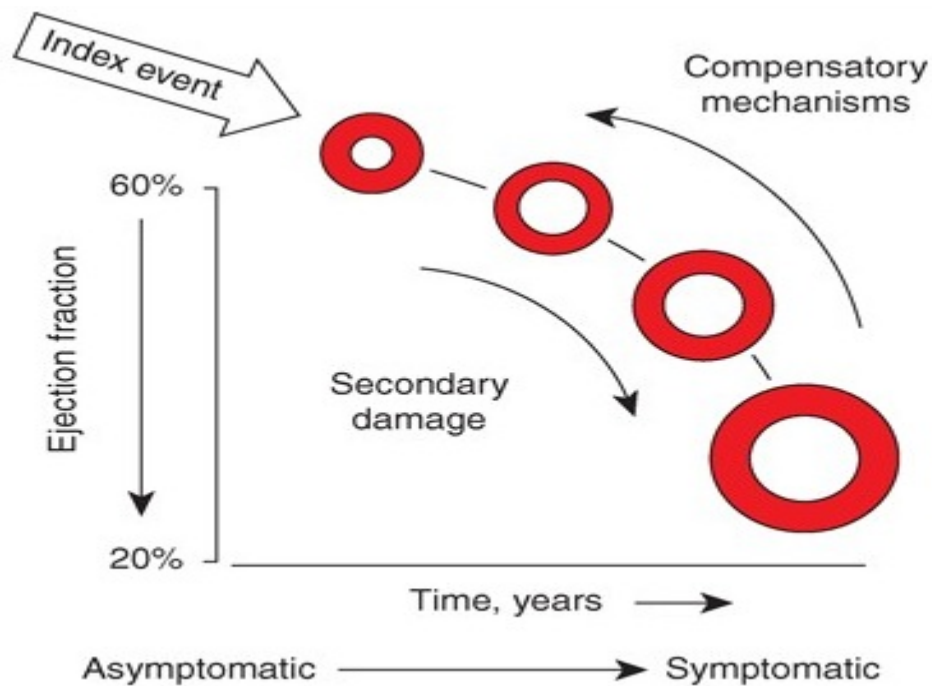 Index event
Compensatory
mechanisms
60%
Ejection fraction
Secondary
damage
20%
Time, years
Asymptomatic
Symptomatic